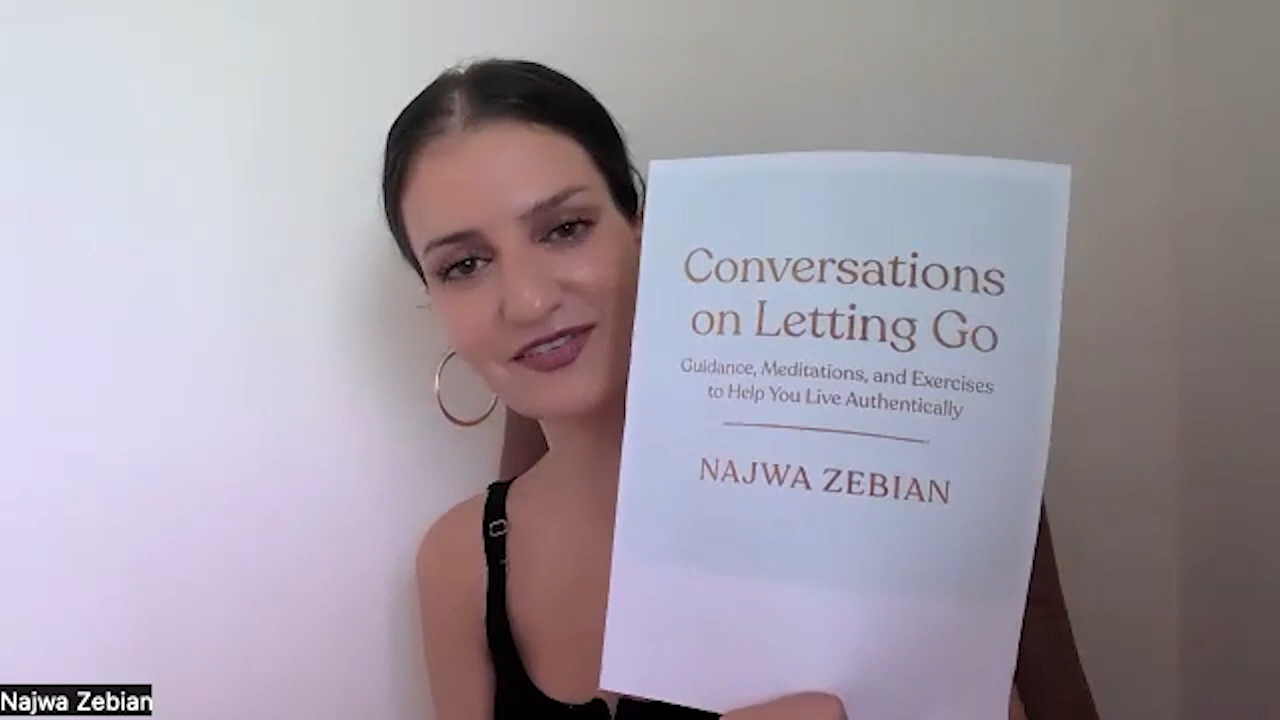 Conversations
on Letting Go
Guidance, Meditations, and Exercises
to Help You Live Authentically
NAJWA ZEBIAN
Najwa Zebian